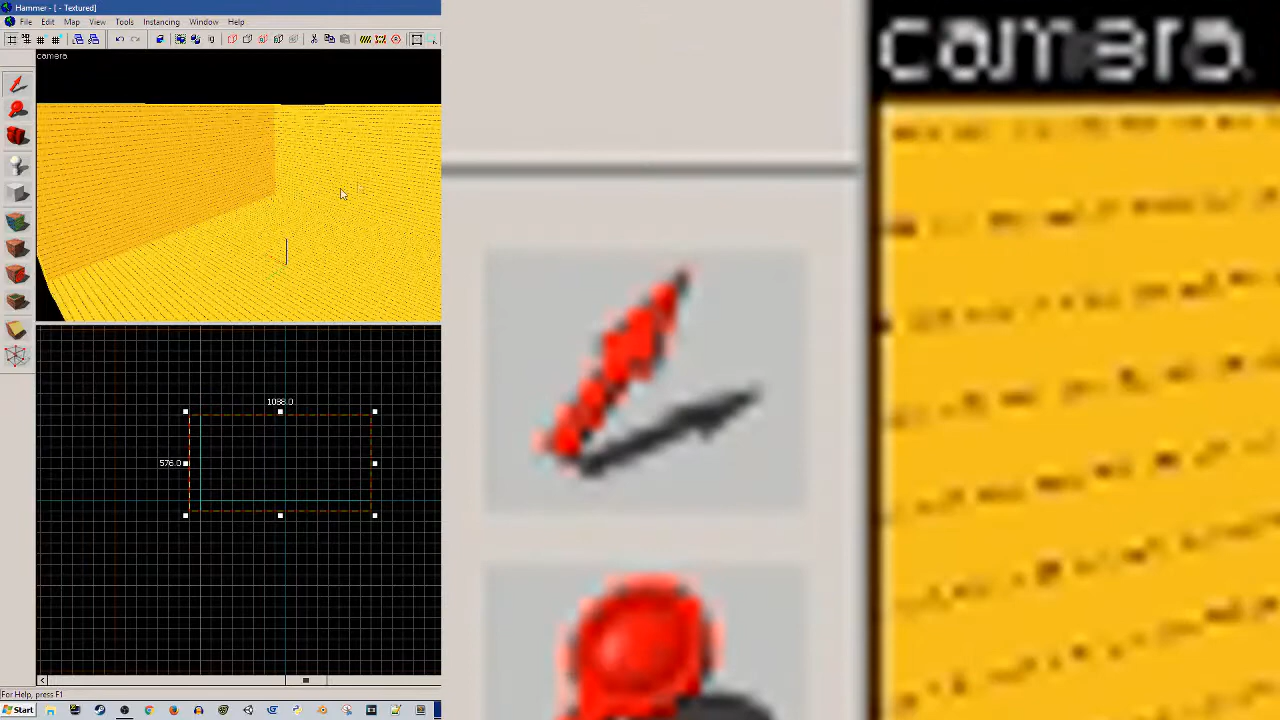 Hammer - [ - Textured]
File Edit Map View Tools Instancing Window Help
camera
camera
1088.0
576.0
For Help, press F1
Start